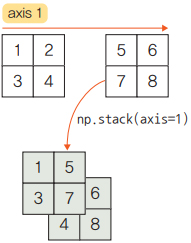 axis 1
1 2 5 6
3 4 7 8
np.stack(axis=1)
1 5
6
3 7
4 8